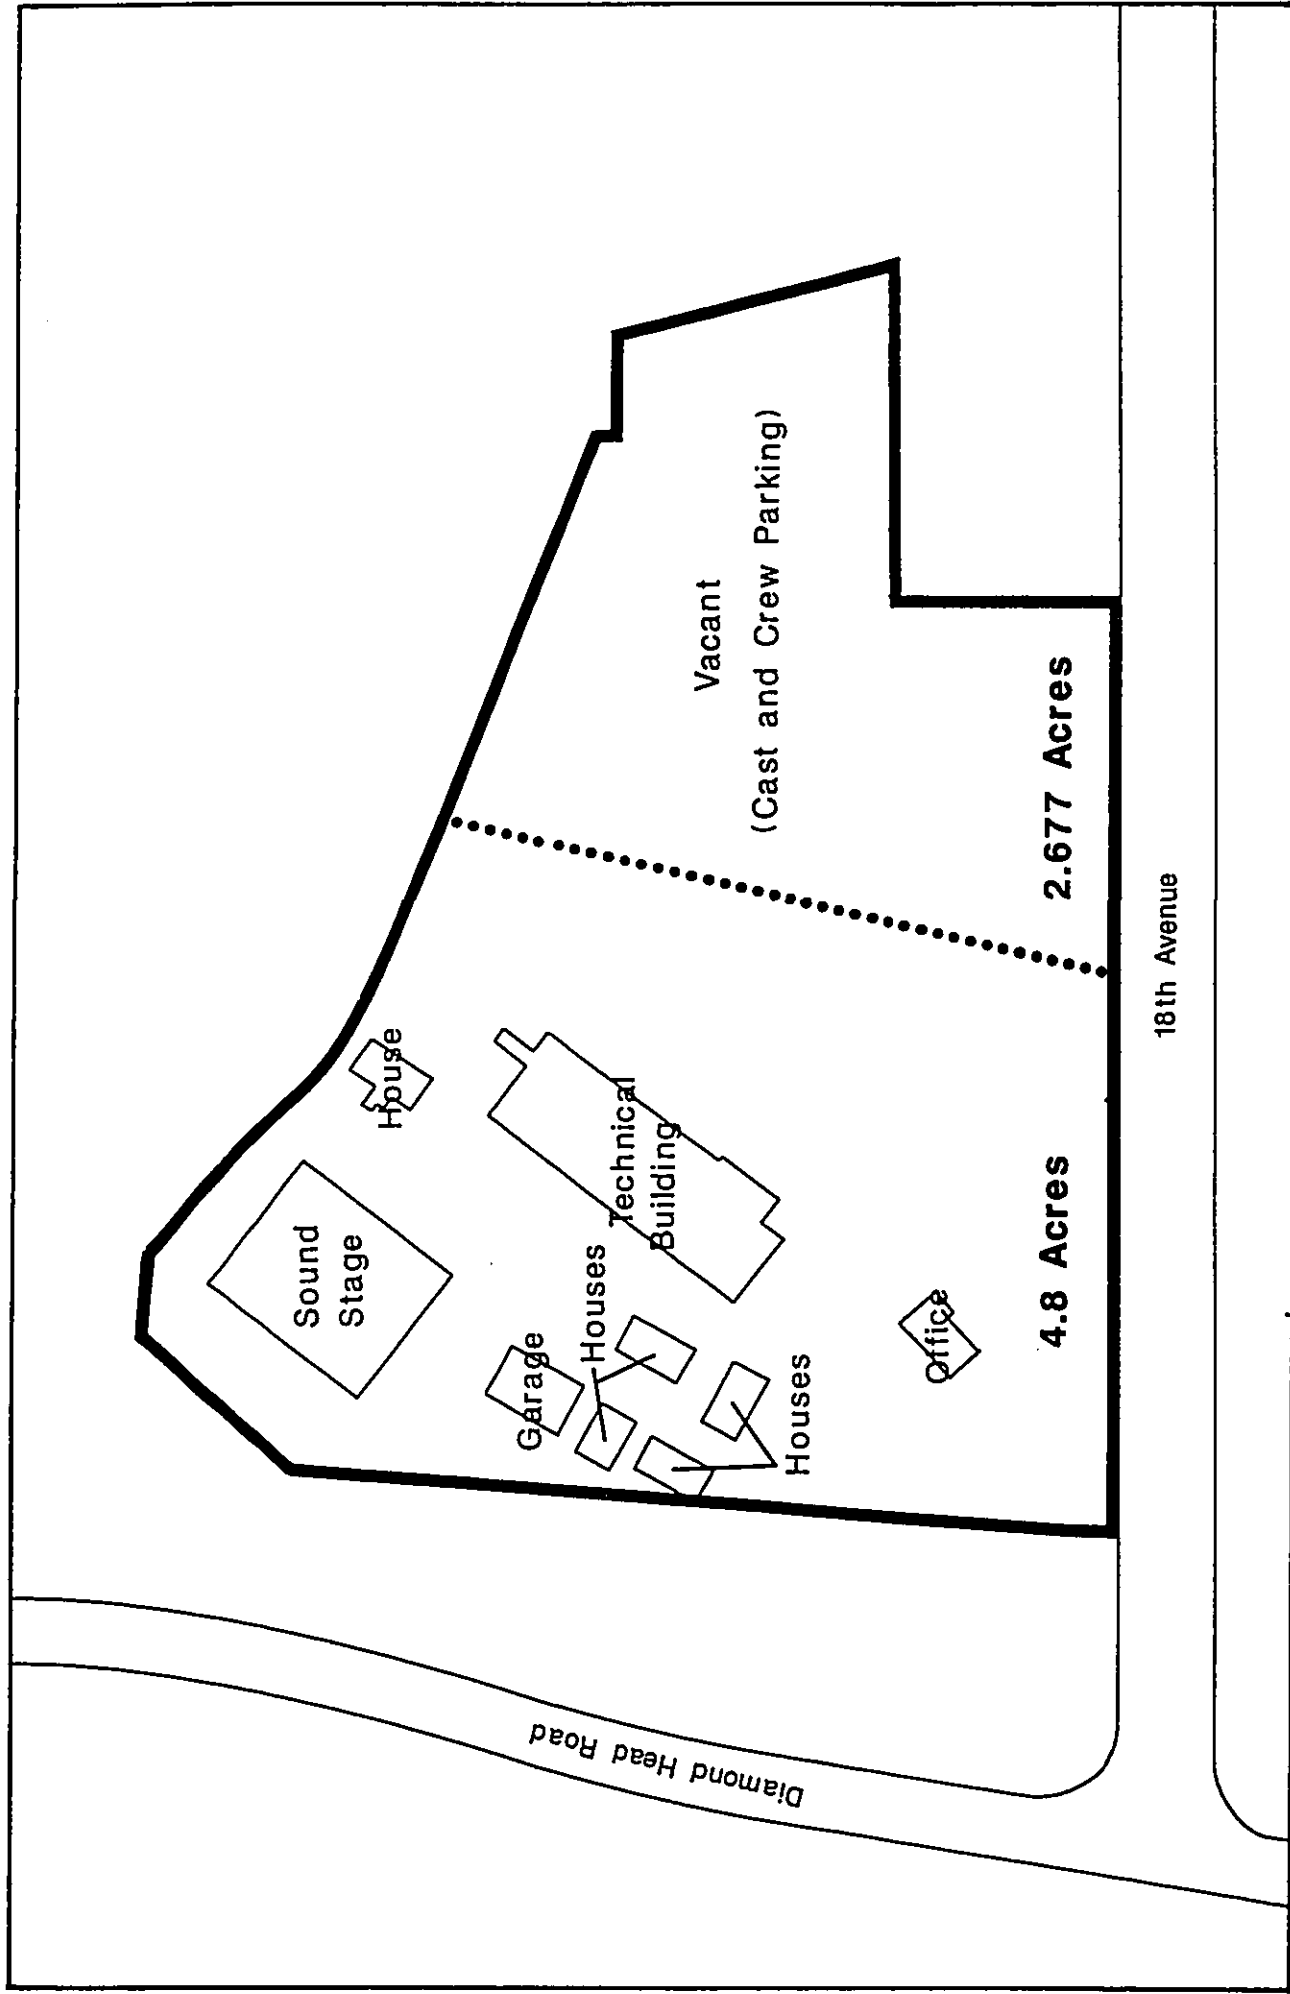 House
Sound
Stage
Technical
Building
Garage
Houses
Houses
Office
Vacant
(Cast and Crew Parking)
4.8 Acres
2.677 Acres
18th Avenue
Diamond Head Road